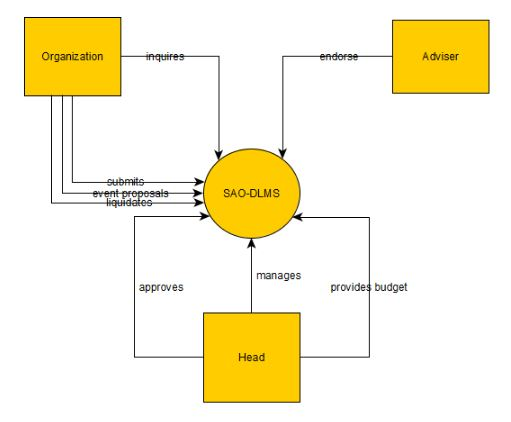 Organization
inquires
endorse
Adviser
submits
event proposals
liquidates
SAO-DLMS
approves
manages
provides budget
Head